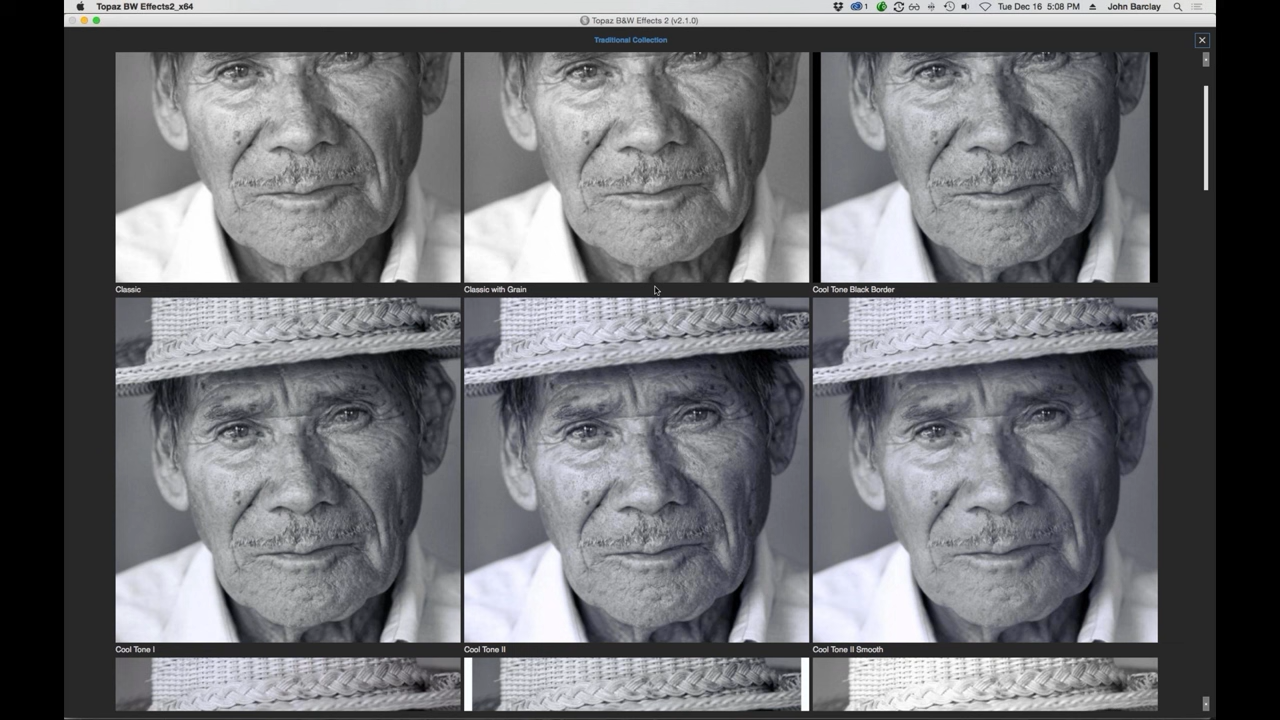 Topaz BW Effects2_x64
1
Tue Dec 16 5:08 PM
John Barclay
Topaz B&W Effects 2 (v2.1.0)
Traditional Collection
Classic
Classic with Grain
Cool Tone Black Border
Cool Tone I
Cool Tone II
Cool Tone II Smooth